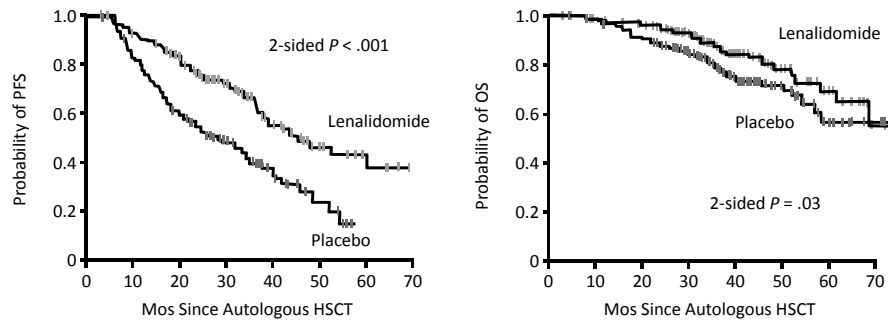 Probability of PFS
1.0
0.8
0.6
0.4
0.2
0
2-sided P < .001
Lenalidomide
Placebo
0 10 20 30 40 50 60 70
Mos Since Autologous HSCT
Probability of OS
1.0
0.8
0.6
0.4
0.2
0
Lenalidomide
Placebo
2-sided P = .03
0 10 20 30 40 50 60 70
Mos Since Autologous HSCT